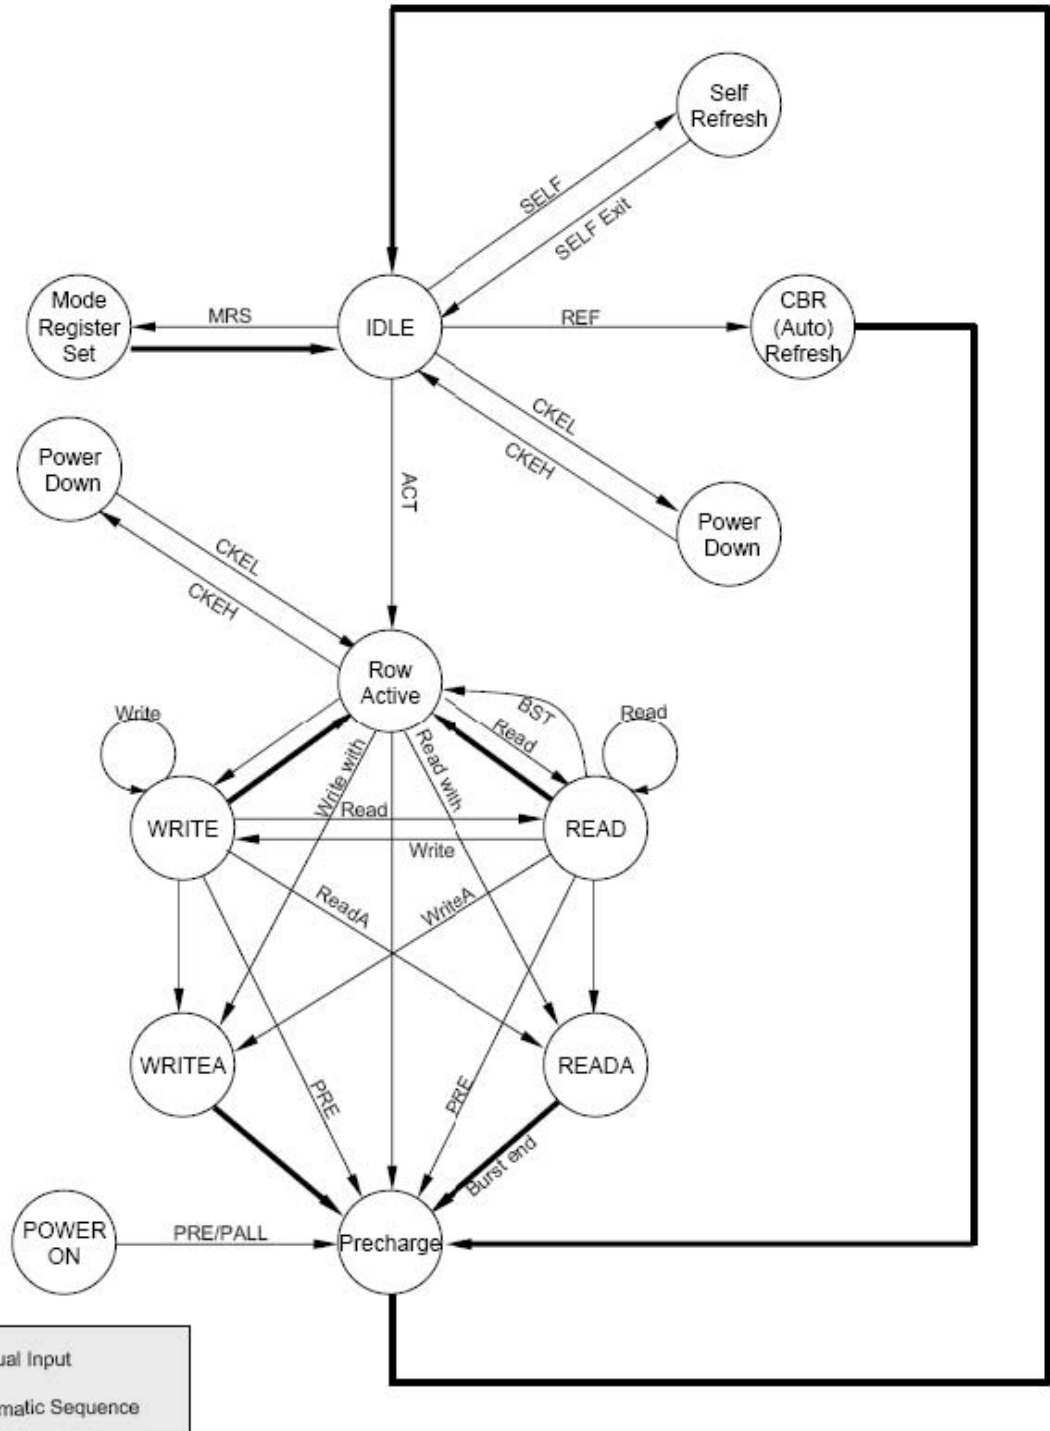 Self
Refresh
SELF
SELF Exit
Mode
Register
Set
MRS
IDLE
REF
CBR
(Auto)
Refresh
CKEL
CKEH
Power
Down
ACT
Power
Down
CKEL
CKEH
Row
Active
Write
BST
Read
Read
Write with
Read with
WRITE
Read
READ
Write
ReadA
WriteA
WRITEA
READA
PRE
PRE
Burst end
POWER
ON
PRE/PALL
Precharge
ual Input
matic Sequence